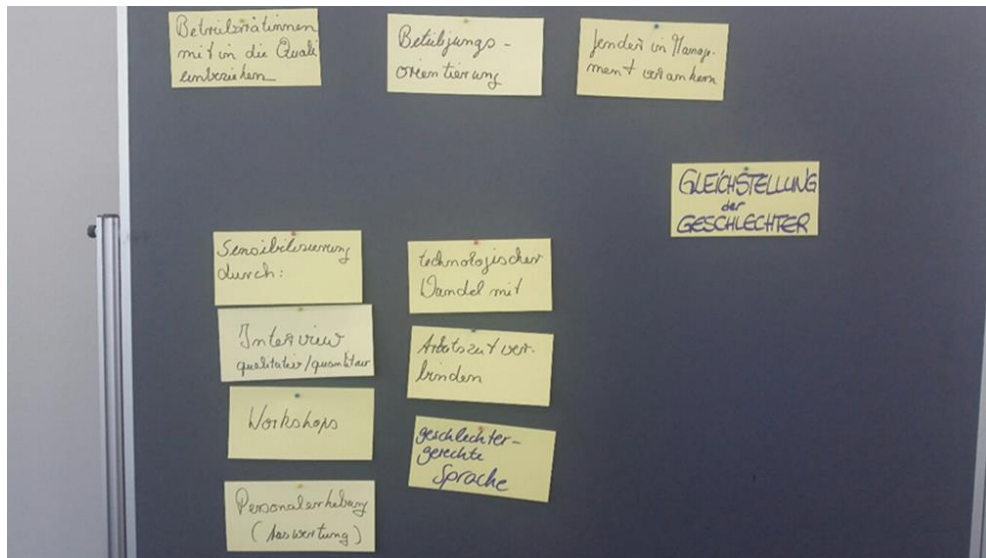 Betriebsrätinnen
mit in die Quali
einbeziehen
Beteiligungs-
orientierung
Gender in Manage-
ment verankern
GLEICHSTELLUNG
der
GESCHLECHTER
Sensibilisierung
durch:
Interview
qualitativ/quantitativ
Workshops
Personalerhebung
(Auswertung)
technologischer
Wandel mit
Arbeitszeit ver-
binden
geschlechter-
gerechte
Sprache